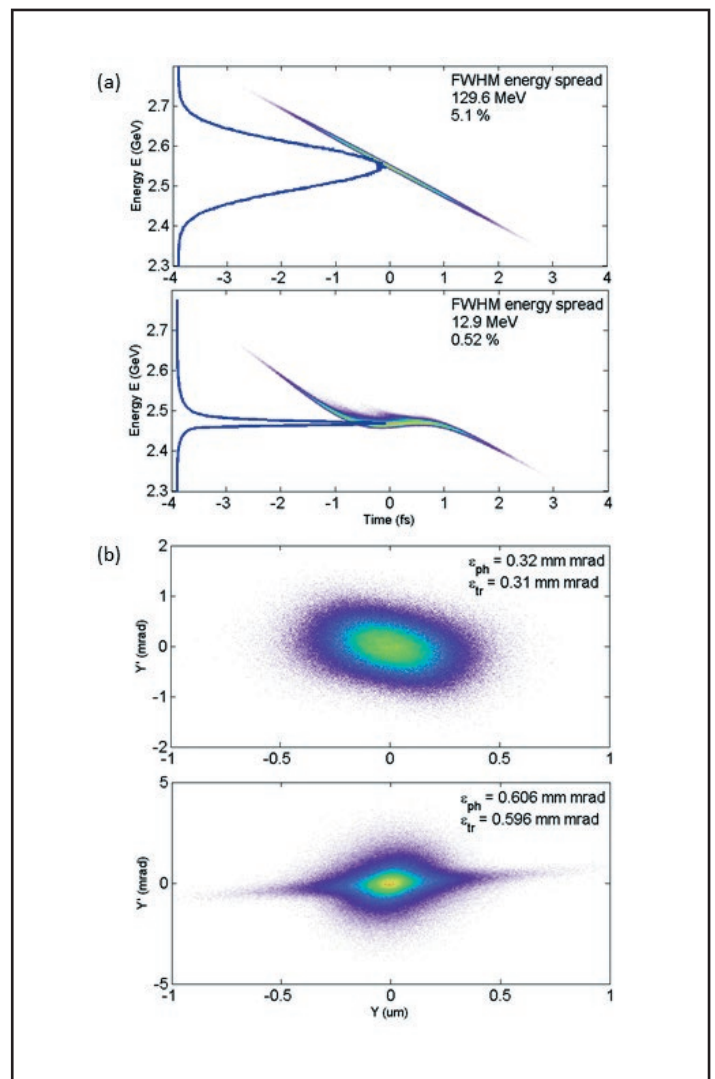 (a)
FWHM energy spread
129.6 MeV
5.1 %
Energy E (GeV)
2.7
2.6
2.5
2.4
2.3
-4 -3 -2 -1 0 1 2 3 4
FWHM energy spread
12.9 MeV
0.52 %
Energy E (GeV)
2.7
2.6
2.5
2.4
2.3
-4 -3 -2 -1 0 1 2 3 4
Time (fs)
(b)
εph = 0.32 mm mrad
εtr = 0.31 mm mrad
Y' (mrad)
2
1
0
-1
-2
-1 -0.5 0 0.5 1
εph = 0.606 mm mrad
εtr = 0.596 mm mrad
Y' (mrad)
5
0
-5
-1 -0.5 0 0.5 1
Y (um)